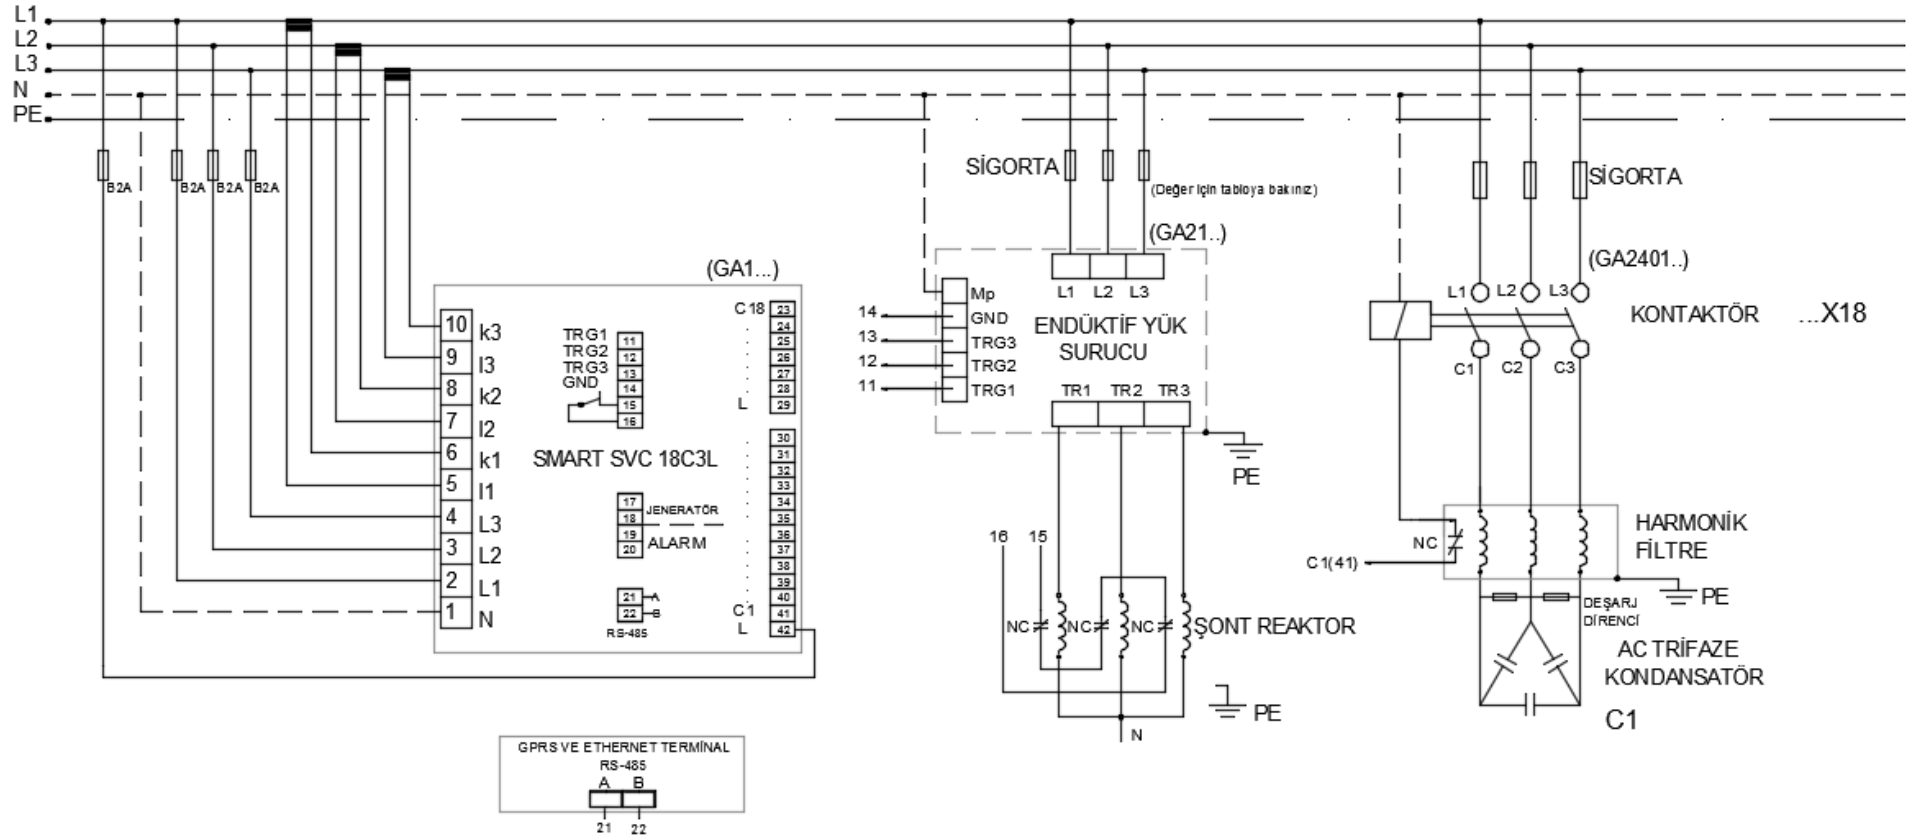 L1
L2
L3
N
PE
B2A
B2A
B2A
B2A
(GA1...)
10 k3
9 l3
8 k2
7 l2
6 k1
5 l1
4 L3
3 L2
2 L1
1 N
TRG1 11
TRG2 12
TRG3 13
GND 14
15
16
SMART SVC 18C3L
17 JENERATÖR
18
19 ALARM
20
21 A
22 B
RS-485
C18 23
24
25
26
27
28
L 29
30
31
32
33
34
35
36
37
38
39
40
C1 41
L 42
GPRS VE ETHERNET TERMİNAL
RS-485
A B
21 22
SİGORTA
(Değer için tabloya bakınız)
(GA21..)
L1 L2 L3
Mp
14 GND
13 TRG3
12 TRG2
11 TRG1
ENDÜKTİF YÜK
SURUCU
TR1 TR2 TR3
PE
16 15
NC NC NC ŞONT REAKTOR
PE
N
SİGORTA
(GA2401..)
L1 L2 L3
KONTAKTÖR ...X18
C1 C2 C3
NC
C1(41)
HARMONİK
FİLTRE
PE
DEŞARJ
DİRENCİ
AC TRİFAZE
KONDANSATÖR
C1